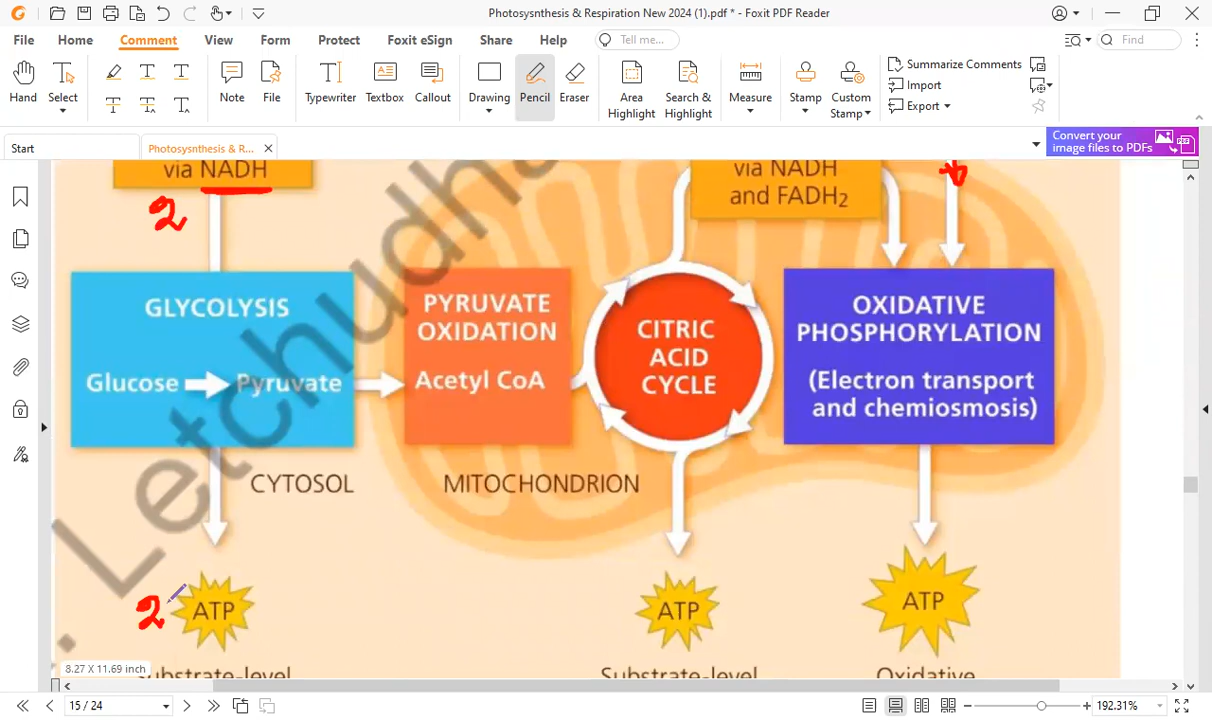 Photosysnthesis & Respiration New 2024 (1).pdf * - Foxit PDF Reader
File Home Comment View Form Protect Foxit eSign Share Help Tell me... Find
Hand Select Note File Typewriter Textbox Callout Drawing Pencil Eraser Area Highlight Search & Highlight Measure Stamp Custom Stamp
Summarize Comments
Import
Export
Start
Photosysnthesis & R...
Convert your
image files to PDFs
via NADH
2
via NADH
and FADH2
GLYCOLYSIS
Glucose Pyruvate
PYRUVATE
OXIDATION
Acetyl CoA
CITRIC
ACID
CYCLE
OXIDATIVE
PHOSPHORYLATION
(Electron transport
and chemiosmosis)
CYTOSOL
MITOCHONDRION
2 ATP
ATP
ATP
Substrate-level
Substrate-level
Oxidative
Letchudha
8.27 X 11.69 inch
15 / 24
192.31%